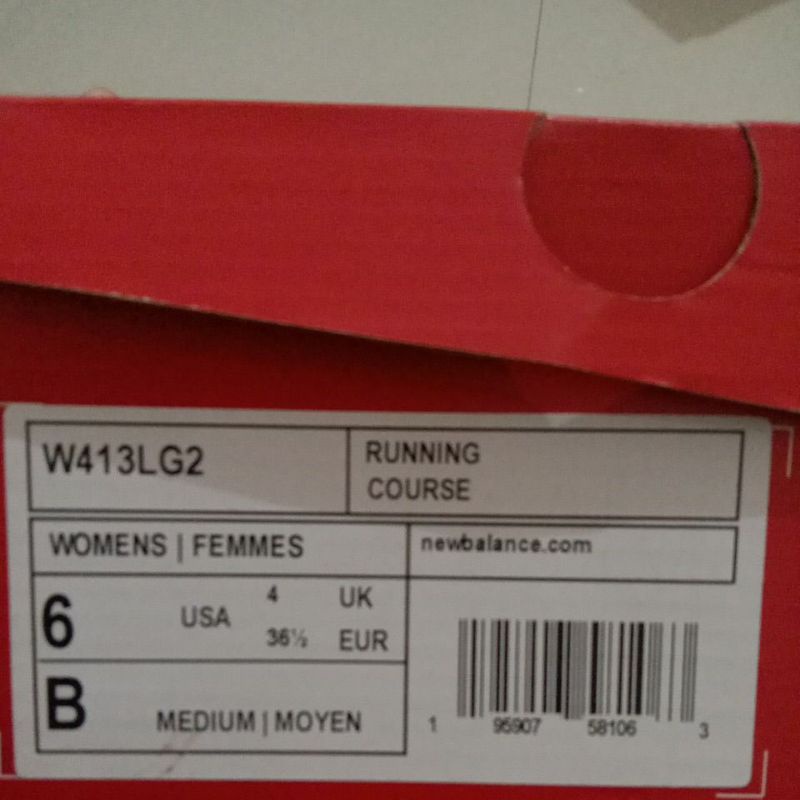 W413LG2
RUNNING
COURSE
WOMENS | FEMMES
newbalance.com
6 USA 4 UK
36½ EUR
B MEDIUM | MOYEN
1 95907 58106 3